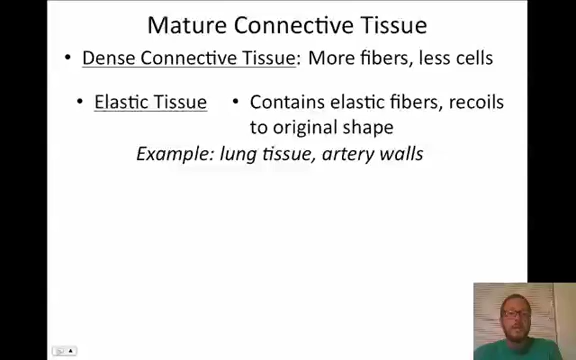 Mature Connective Tissue
• Dense Connective Tissue: More fibers, less cells
• Elastic Tissue
• Contains elastic fibers, recoils
to original shape
Example: lung tissue, artery walls